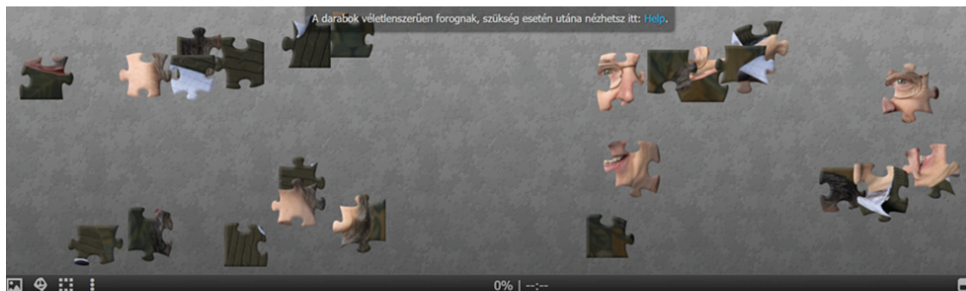 A darabok véletlenszerűen forognak, szükség esetén utána nézhetsz itt: Help.
0% | --:--